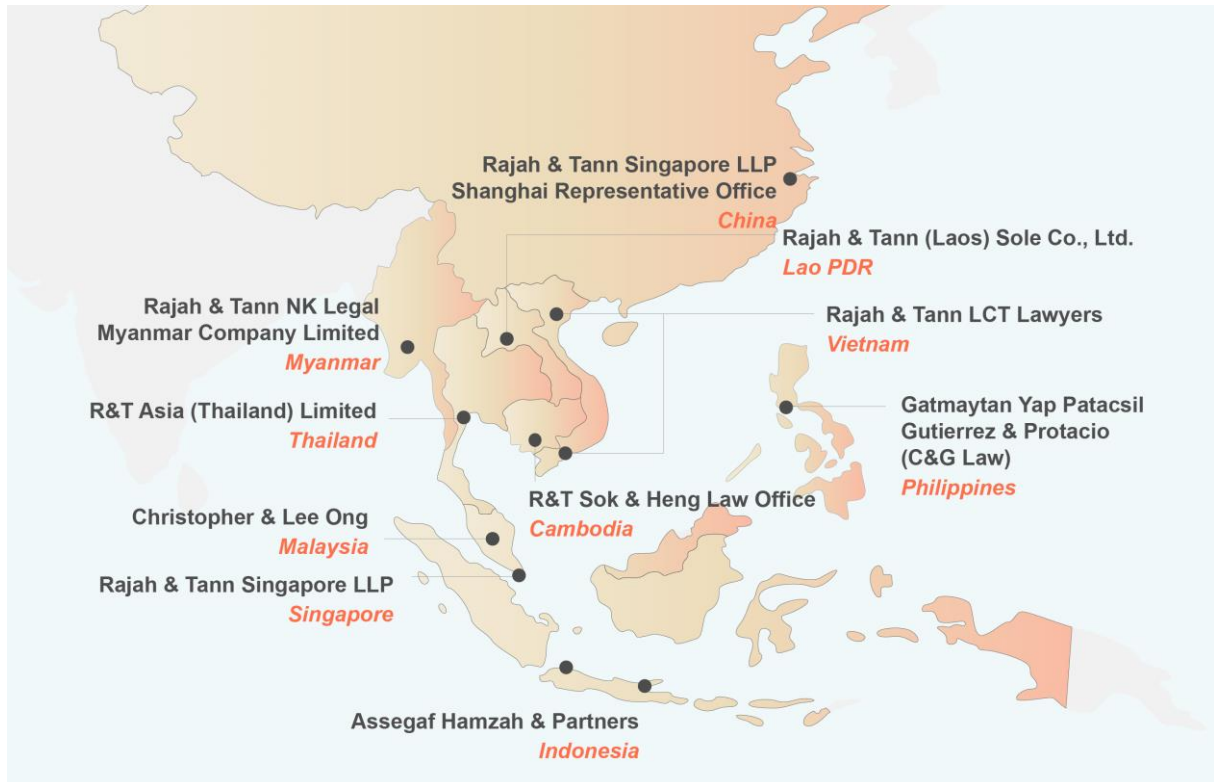 Rajah & Tann Singapore LLP
Shanghai Representative Office
China
Rajah & Tann (Laos) Sole Co., Ltd.
Lao PDR
Rajah & Tann NK Legal
Myanmar Company Limited
Myanmar
Rajah & Tann LCT Lawyers
Vietnam
R&T Asia (Thailand) Limited
Thailand
Gatmaytan Yap Patacsil
Gutierrez & Protacio
(C&G Law)
Philippines
R&T Sok & Heng Law Office
Cambodia
Christopher & Lee Ong
Malaysia
Rajah & Tann Singapore LLP
Singapore
Assegaf Hamzah & Partners
Indonesia